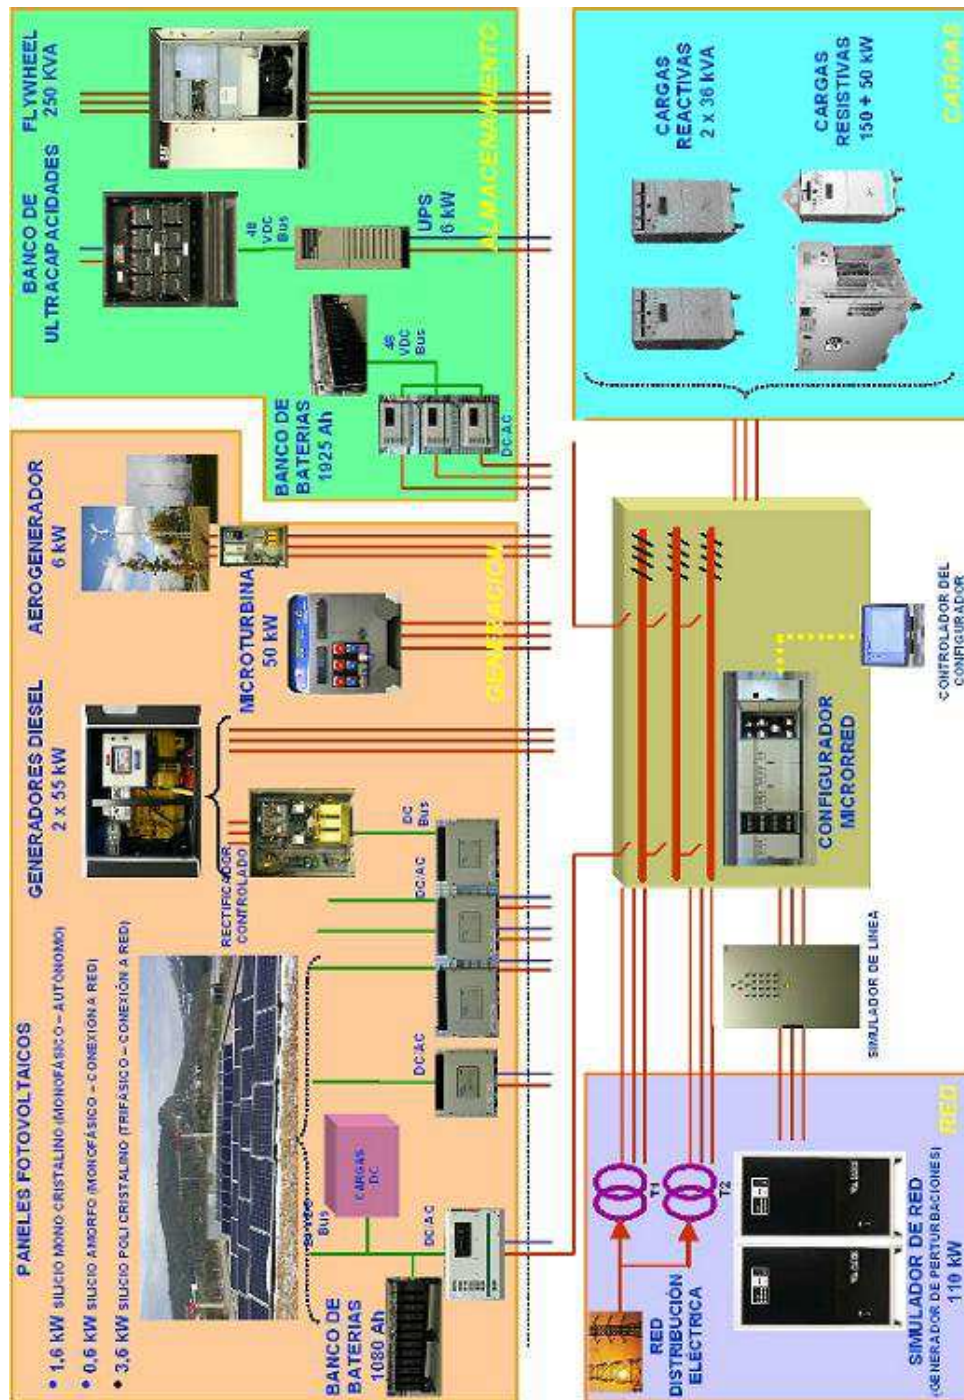 PANELES FOTOVOLTAICOS
• 1,6 kW SILICIO MONO CRISTALINO (MONOFÁSICO – AUTÓNOMO)
• 0,6 kW SILICIO AMORFO (MONOFÁSICO – CONEXIÓN A RED)
• 3,6 kW SILICIO POLI CRISTALINO (TRIFÁSICO – CONEXIÓN A RED)
GENERADORES DIESEL
2 x 55 kW
AEROGENERADOR
6 kW
BANCO DE
ULTRACAPACIDADES
FLYWHEEL
250 KVA
RECTIFICADOR
CONTROLADO
MICROTURBINA
50 kW
48
VDC
Bus
UPS
6 kW
Bus
CARGAS
DC
DC/AC
DC/AC
DC/AC
DC
Bus
BANCO DE
BATERIAS
1080 Ah
BANCO DE
BATERIAS
1925 Ah
48
VDC
Bus
DC/AC
GENERACION
ALMACENAMIENTO
RED
DISTRIBUCIÓN
ELÉCTRICA
T1
T2
SIMULADOR DE RED
(GENERADOR DE PERTURBACIONES)
110 kW
RED
SIMULADOR DE LINEA
CONFIGURADOR
MICRORRED
CONTROLADOR DEL
CONFIGURADOR
CARGAS
REACTIVAS
2 x 36 kVA
CARGAS
RESISTIVAS
150 + 50 kW
CARGAS